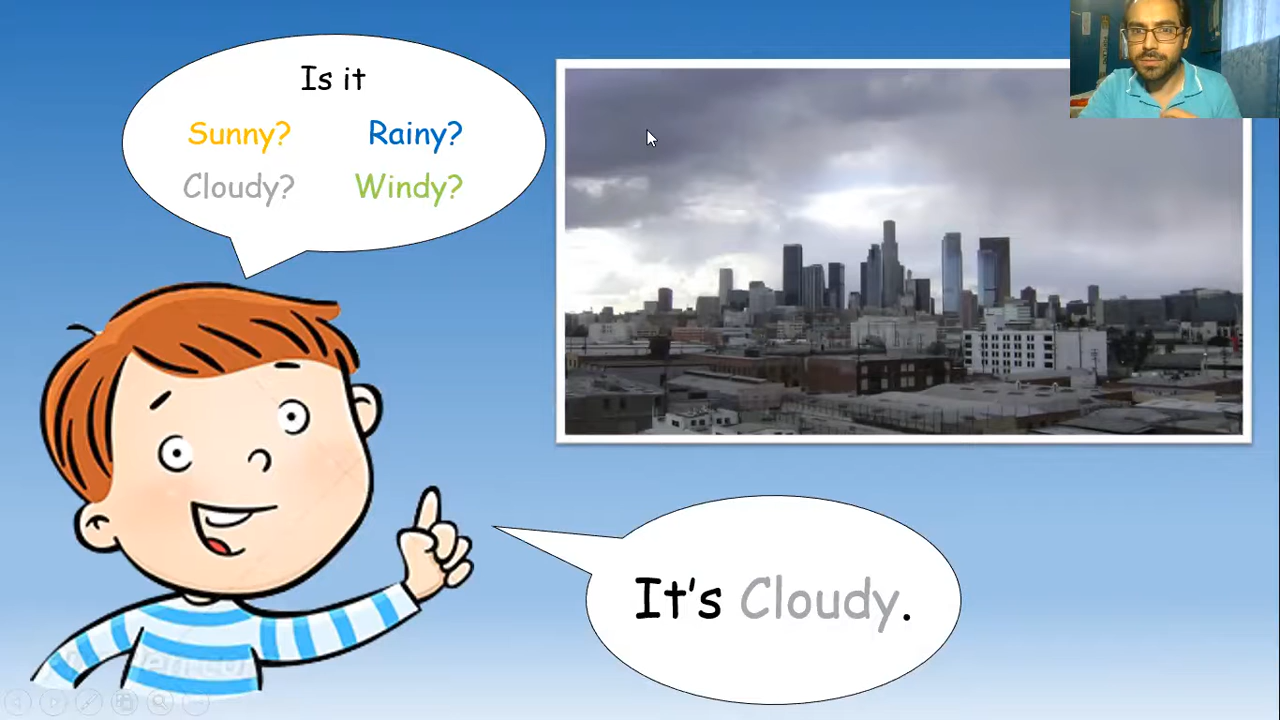 Is it
Sunny? Rainy?
Cloudy? Windy?
It's Cloudy.